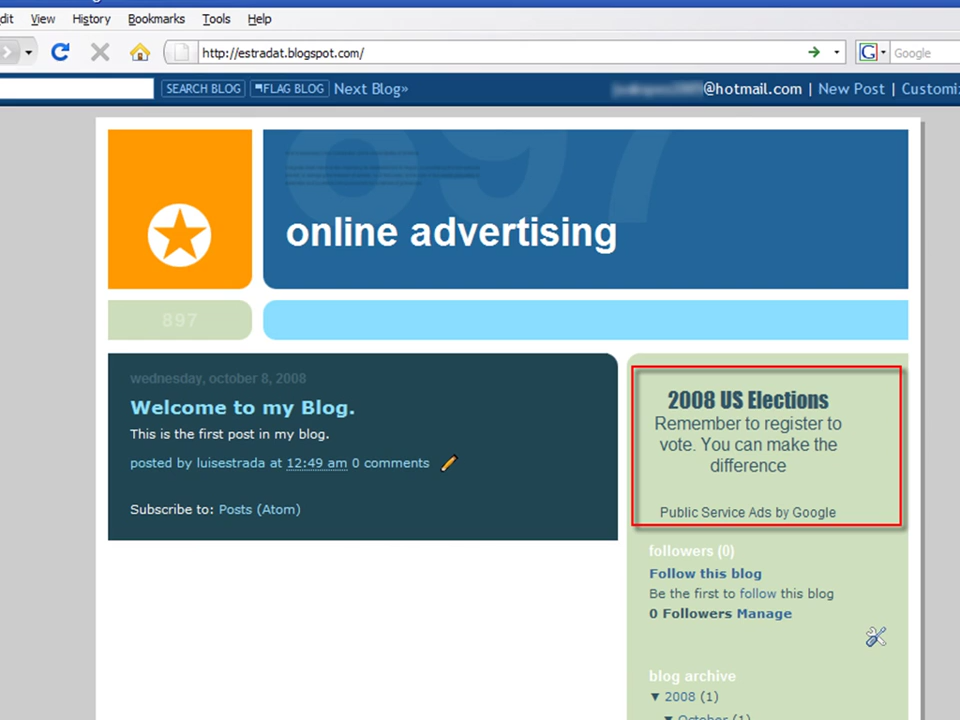 dit View History Bookmarks Tools Help
http://estradat.blogspot.com/
Google
SEARCH BLOG FLAG BLOG Next Blog»
@hotmail.com | New Post | Customiz
897
online advertising
897
wednesday, october 8, 2008
Welcome to my Blog.
This is the first post in my blog.
posted by luisestrada at 12:49 am 0 comments
Subscribe to: Posts (Atom)
2008 US Elections
Remember to register to
vote. You can make the
difference
Public Service Ads by Google
followers (0)
Follow this blog
Be the first to follow this blog
0 Followers Manage
blog archive
▼ 2008 (1)
▼ October (1)